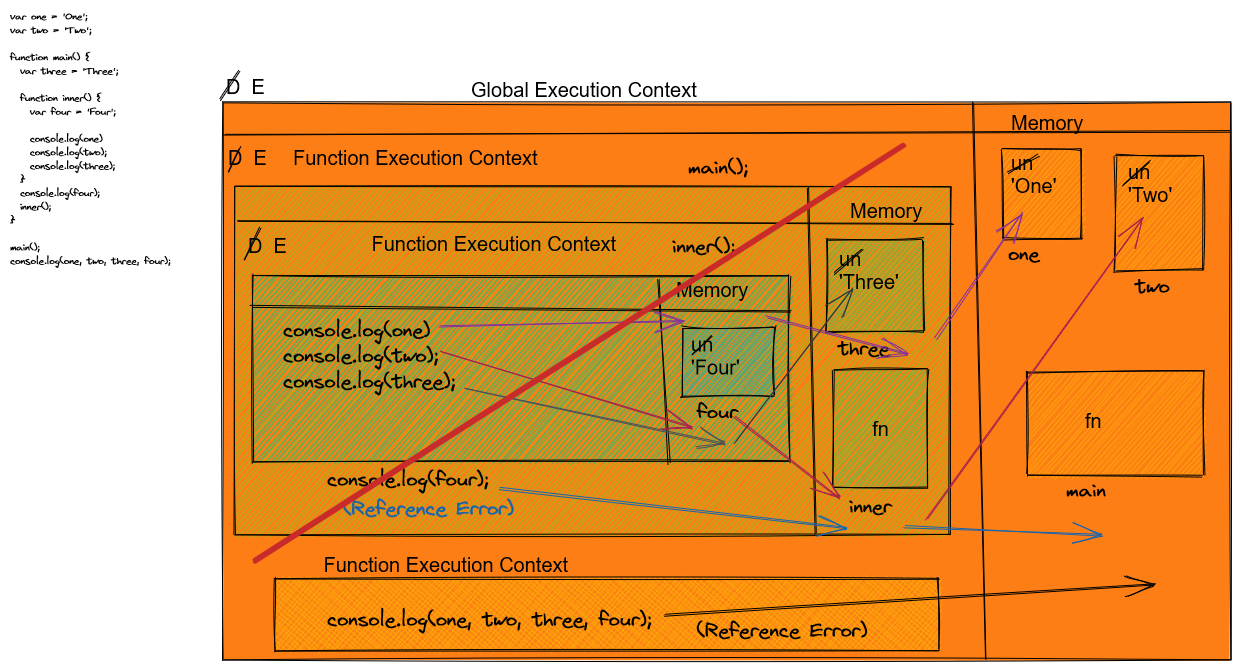 var one = 'One';
var two = 'Two';
function main() {
var three = 'Three';
function inner() {
var four = 'Four';
console.log(one)
console.log(two);
console.log(three);
}
console.log(four);
inner();
}
main();
console.log(one, two, three, four);
D E
Global Execution Context
Memory
D E Function Execution Context
main();
un
'One'
one
un
'Two'
two
Memory
D E Function Execution Context
inner();
un
'Three'
three
Memory
console.log(one)
console.log(two);
console.log(three);
un
'Four'
four
fn
inner
fn
main
console.log(four);
(Reference Error)
Function Execution Context
console.log(one, two, three, four);
(Reference Error)